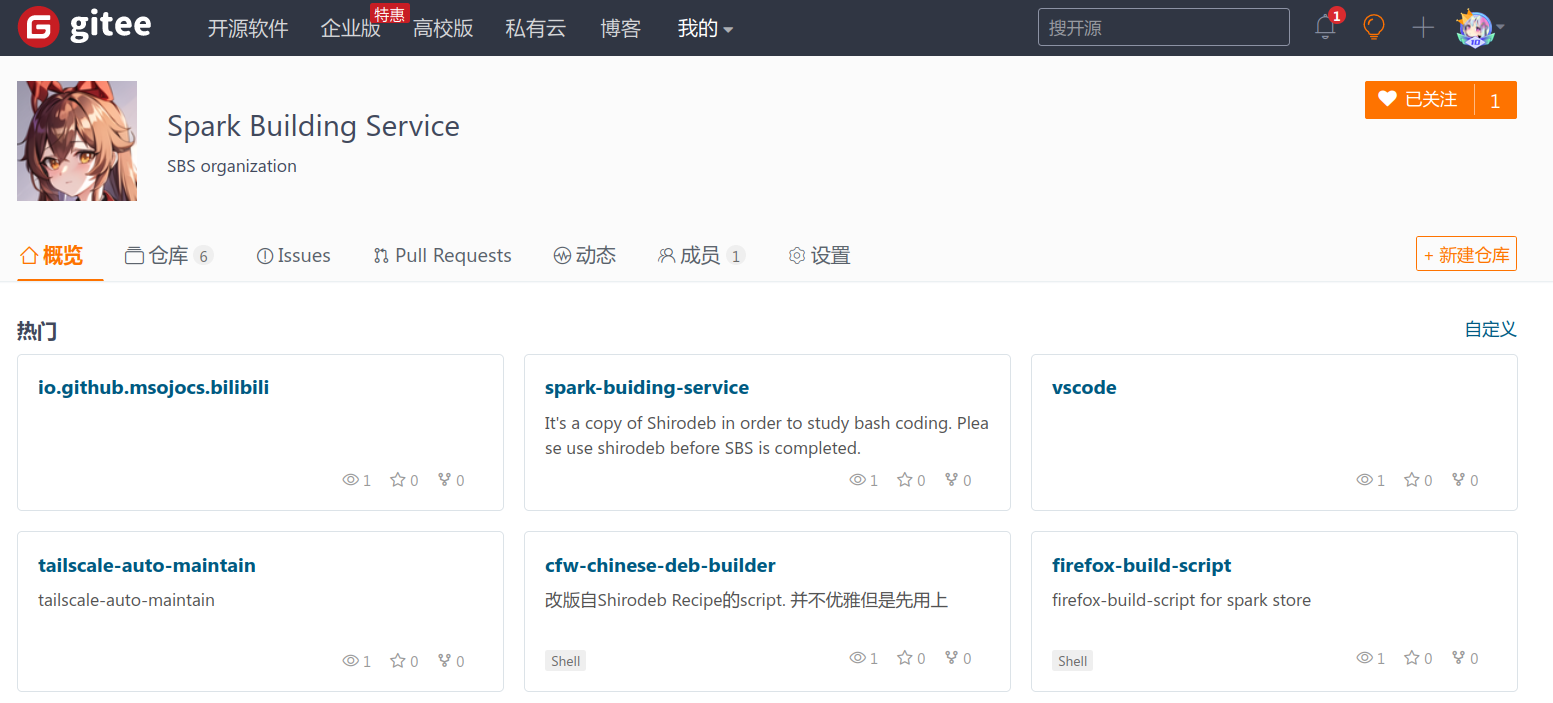 gitee 开源软件 企业版 特惠 高校版 私有云 博客 我的 搜开源 1
Spark Building Service
SBS organization
已关注 1
概览 仓库 6 Issues Pull Requests 动态 成员 1 设置 + 新建仓库
热门 自定义
io.github.msojocs.bilibili
1 0 0
spark-buiding-service
It's a copy of Shirodeb in order to study bash coding. Plea
se use shirodeb before SBS is completed.
1 0 0
vscode
1 0 0
tailscale-auto-maintain
tailscale-auto-maintain
1 0 0
cfw-chinese-deb-builder
改版自Shirodeb Recipe的script. 并不优雅但是先用上
Shell 1 0 0
firefox-build-script
firefox-build-script for spark store
Shell 1 0 0